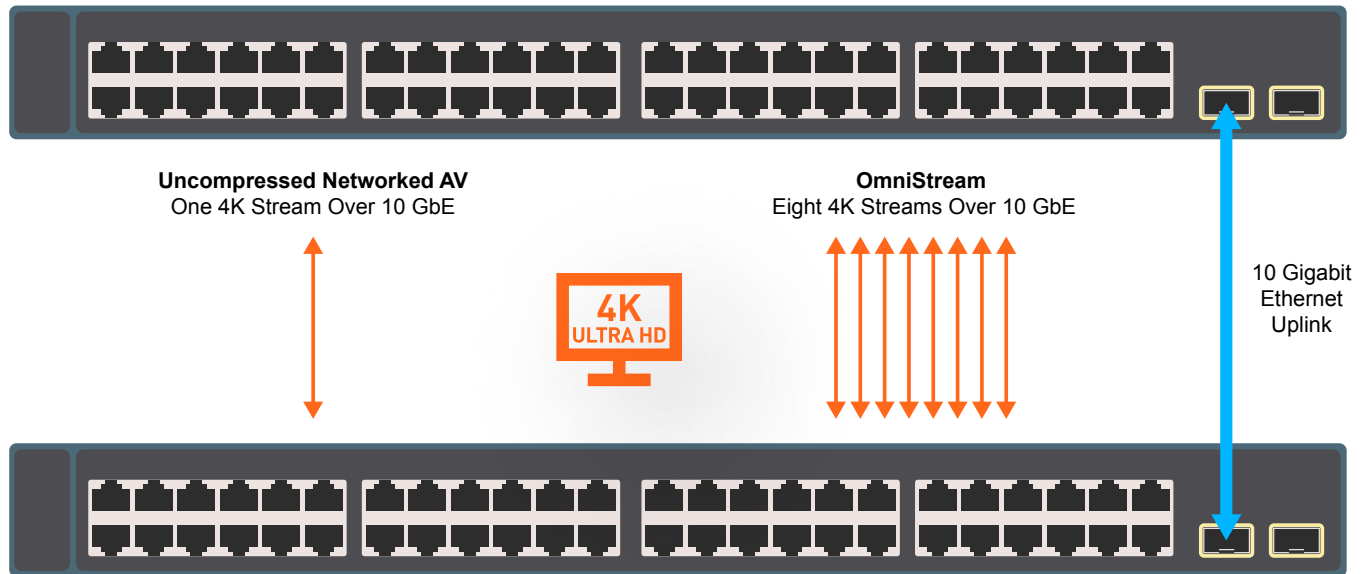 Uncompressed Networked AV
One 4K Stream Over 10 GbE
OmniStream
Eight 4K Streams Over 10 GbE
4K
ULTRA HD
10 Gigabit
Ethernet
Uplink